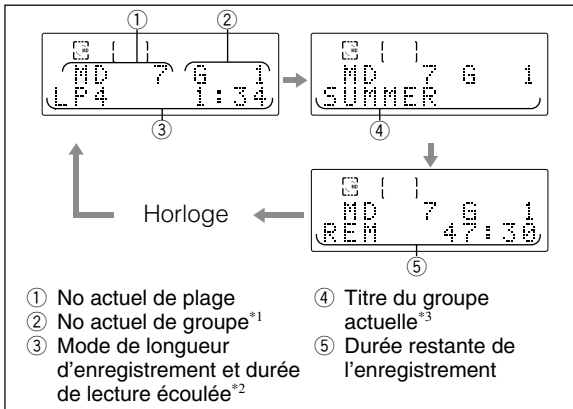 ① ②
MD 7 G 1
LP4 1:34
③
MD 7 G 1
SUMMER
④
MD 7 G 1
REM 47:30
⑤
Horloge
① No actuel de plage
② No actuel de groupe*1
③ Mode de longueur
d'enregistrement et durée
de lecture écoulée*2
④ Titre du groupe
actuelle*3
⑤ Durée restante de
l'enregistrement